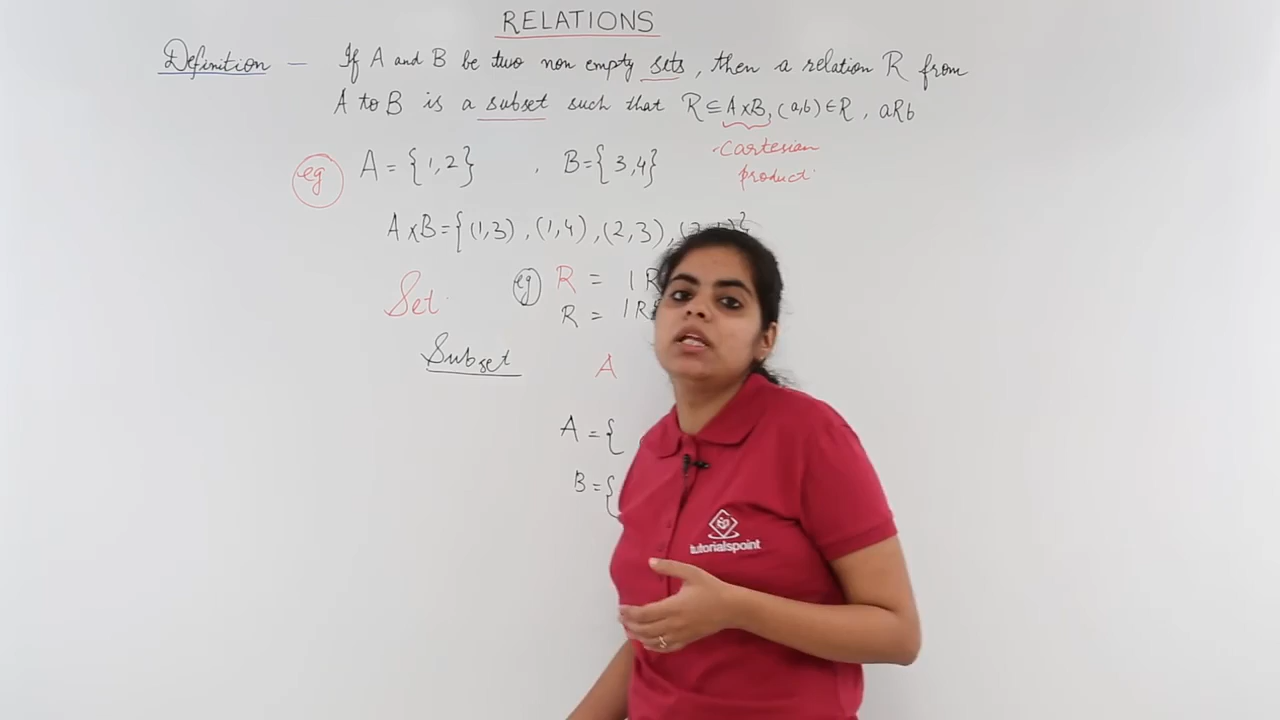 RELATIONS
Definition — If A and B be two non empty sets, then a relation R from
A to B is a subset such that R ⊆ A×B, (a,b) ∈ R, aRb
Cartesian
product
eg A = {1,2} , B = {3,4}
A×B = {(1,3), (1,4), (2,3),
Set eg R = 1R
R = 1R
Subset A
A = {
B = {
tutorialspoint